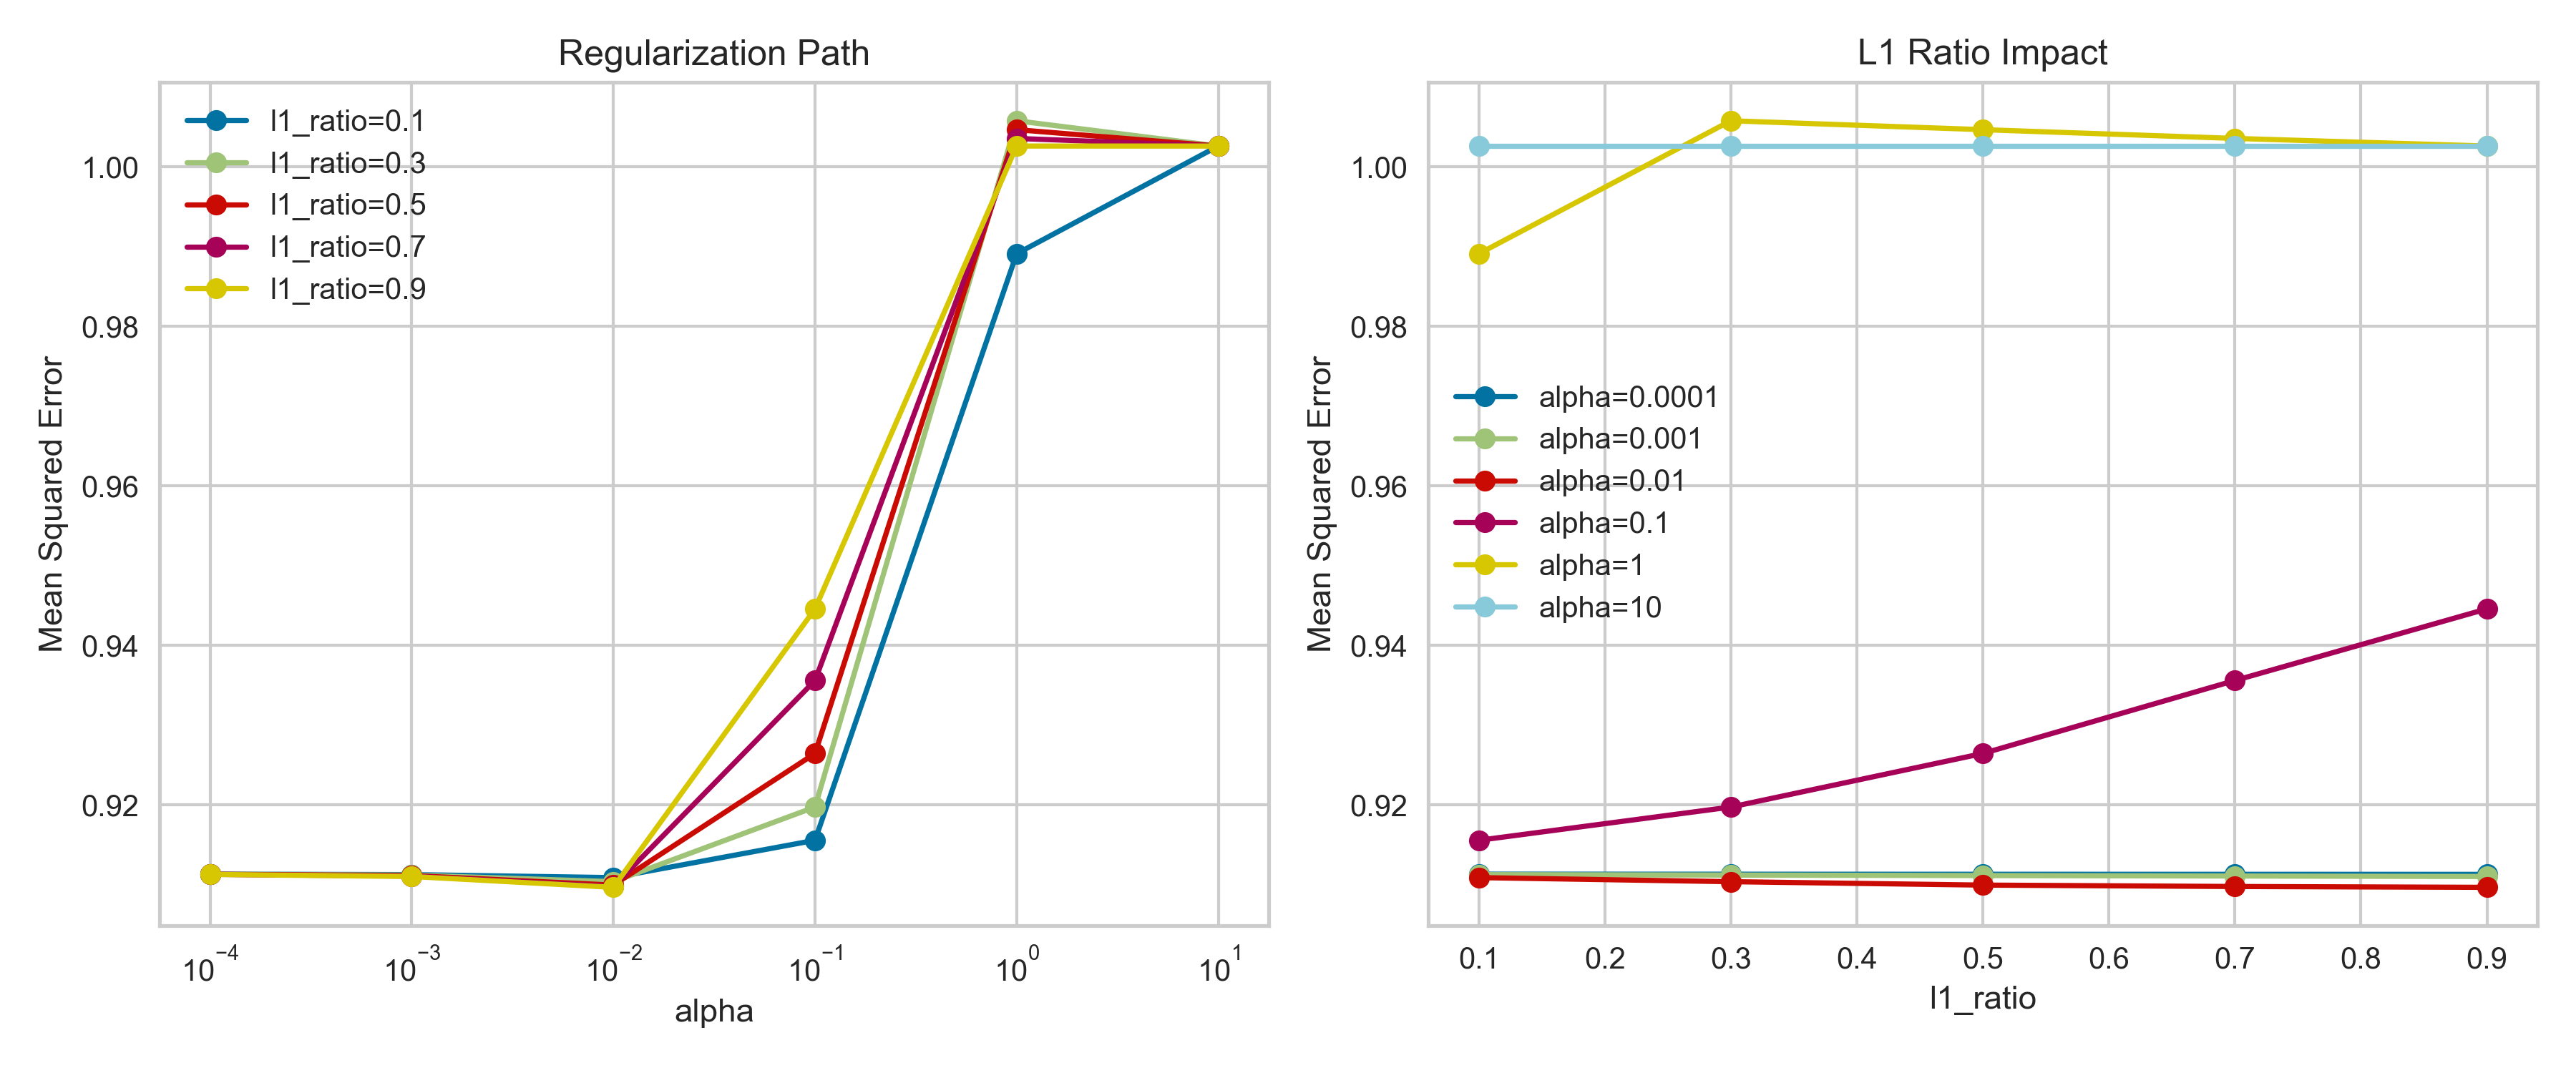 Regularization Path
l1_ratio=0.1
l1_ratio=0.3
l1_ratio=0.5
l1_ratio=0.7
l1_ratio=0.9
1.00
0.98
0.96
0.94
0.92
Mean Squared Error
10⁻⁴ 10⁻³ 10⁻² 10⁻¹ 10⁰ 10¹
alpha
L1 Ratio Impact
1.00
0.98
0.96
0.94
0.92
Mean Squared Error
alpha=0.0001
alpha=0.001
alpha=0.01
alpha=0.1
alpha=1
alpha=10
0.1 0.2 0.3 0.4 0.5 0.6 0.7 0.8 0.9
l1_ratio